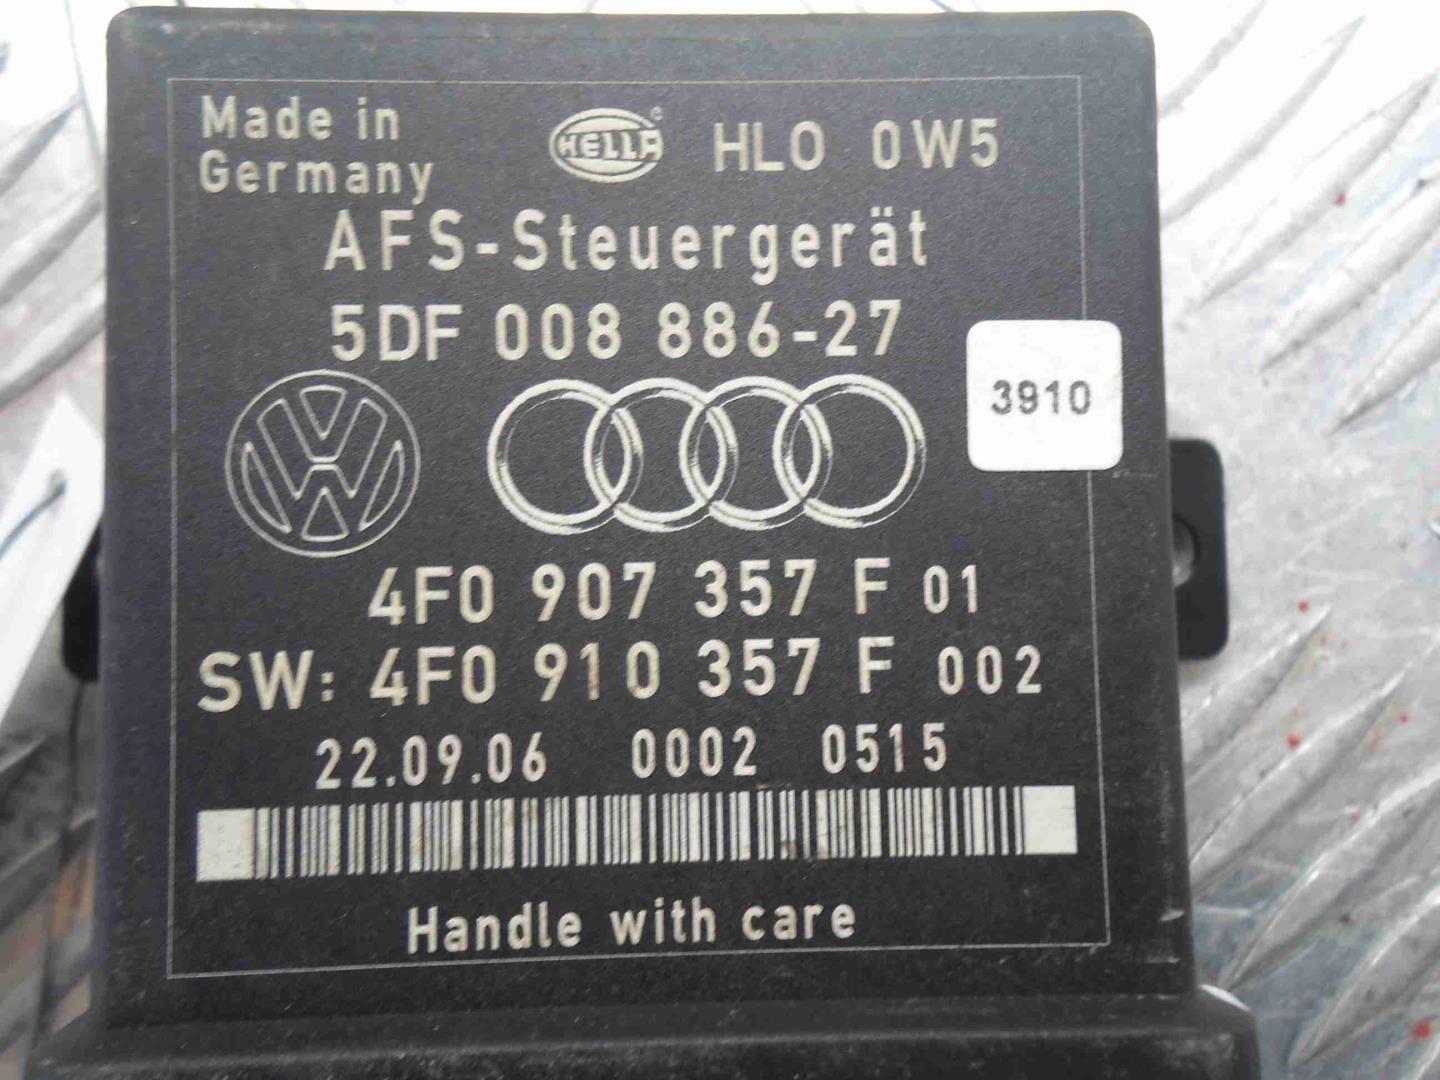 Made in
Germany
HELLA HLO 0W5
AFS-Steuergerät
5DF 008 886-27
3910
4F0 907 357 F 01
SW: 4F0 910 357 F 002
22.09.06 0002 0515
Handle with care